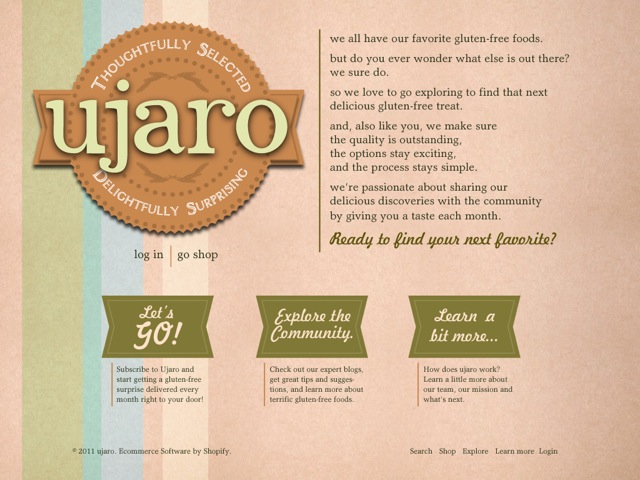 Thoughtfully Selected
ujaro
Delightfully Surprising
log in | go shop
we all have our favorite gluten-free foods.
but do you ever wonder what else is out there?
we sure do.
so we love to go exploring to find that next
delicious gluten-free treat.
and, also like you, we make sure
the quality is outstanding,
the options stay exciting,
and the process stays simple.
we're passionate about sharing our
delicious discoveries with the community
by giving you a taste each month.
Ready to find your next favorite?
Let's
GO!
Subscribe to Ujaro and
start getting a gluten-free
surprise delivered every
month right to your door!
Explore the
Community.
Check out our expert blogs,
get great tips and sugges-
tions, and learn more about
terrific gluten-free foods.
Learn a
bit more...
How does ujaro work?
Learn a little more about
our team, our mission and
what's next.
© 2011 ujaro. Ecommerce Software by Shopify.
Search Shop Explore Learn more Login